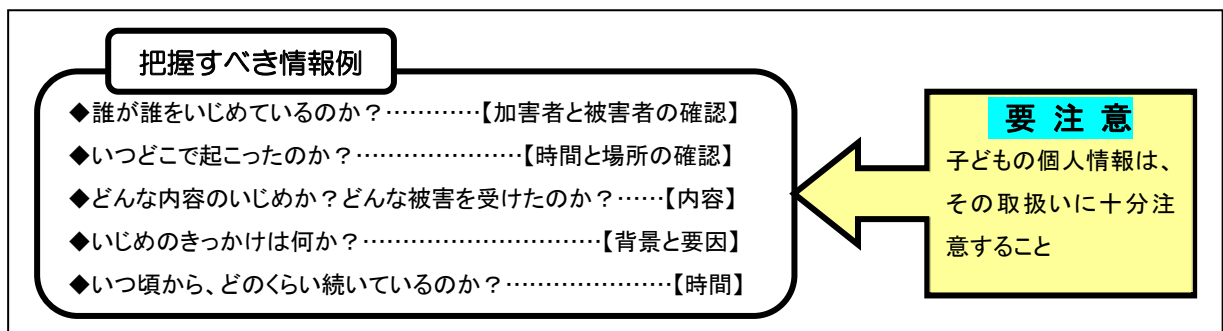 把握すべき情報例
◆誰が誰をいじめているのか？…………【加害者と被害者の確認】
◆いつどこで起こったのか？…………………【時間と場所の確認】
◆どんな内容のいじめか？どんな被害を受けたのか？……【内容】
◆いじめのきっかけは何か？…………………………【背景と要因】
◆いつ頃から、どのくらい続いているのか？…………………【時間】
要 注 意
子どもの個人情報は、
その取扱いに十分注
意すること